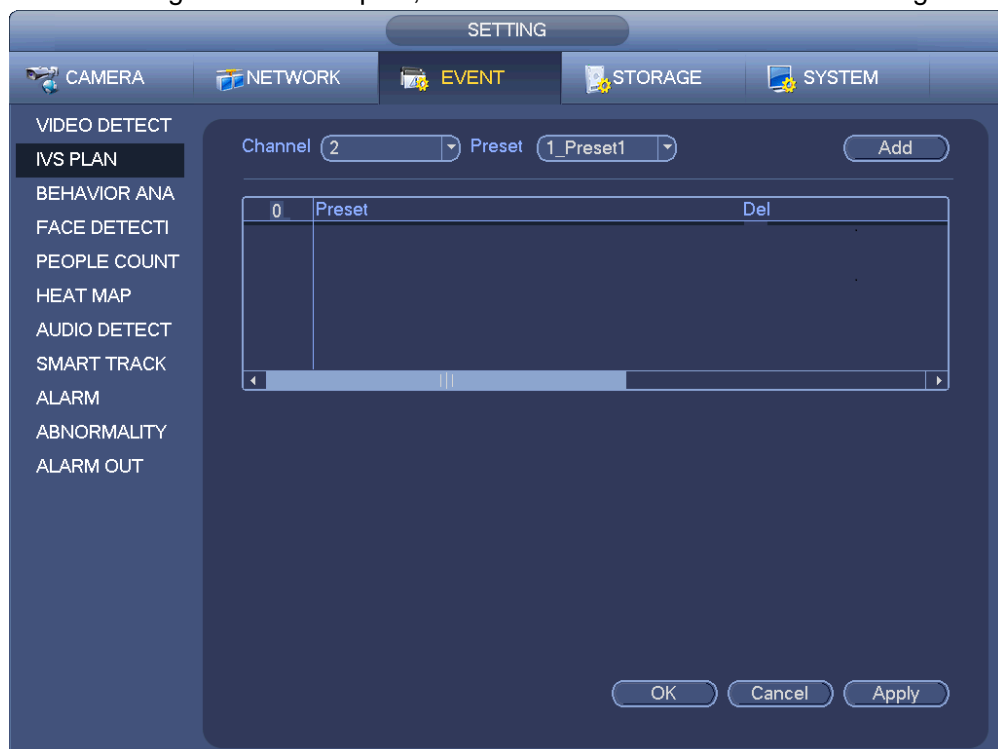 SETTING
CAMERA NETWORK EVENT STORAGE SYSTEM
VIDEO DETECT
IVS PLAN
BEHAVIOR ANA
FACE DETECTI
PEOPLE COUNT
HEAT MAP
AUDIO DETECT
SMART TRACK
ALARM
ABNORMALITY
ALARM OUT
Channel 2 Preset 1_Preset1 Add
0 Preset Del
OK Cancel Apply